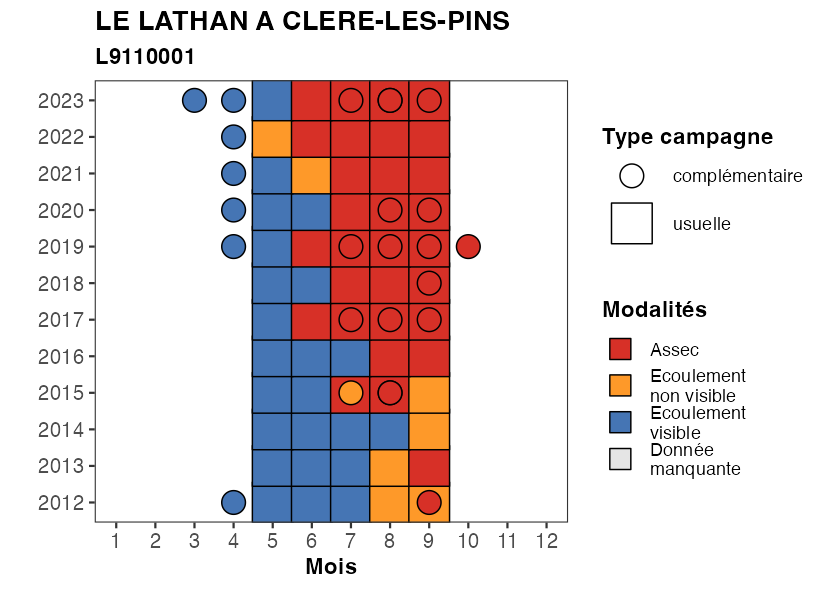 LE LATHAN A CLERE-LES-PINS
L9110001
2023
2022
2021
2020
2019
2018
2017
2016
2015
2014
2013
2012
1 2 3 4 5 6 7 8 9 10 11 12
Mois
Type campagne
complémentaire
usuelle
Modalités
Assec
Ecoulement
non visible
Ecoulement
visible
Donnée
manquante